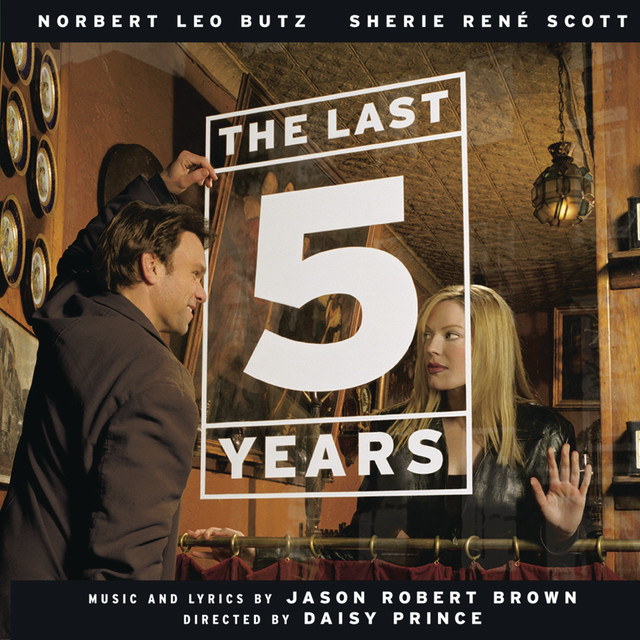 NORBERT LEO BUTZ SHERIE RENÉ SCOTT
THE LAST
5
YEARS
MUSIC AND LYRICS BY JASON ROBERT BROWN
DIRECTED BY DAISY PRINCE